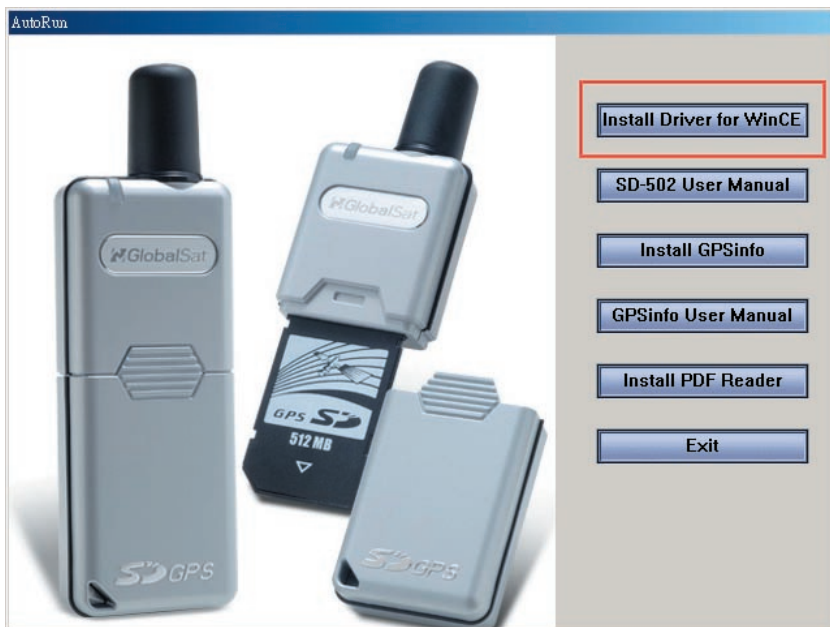 AutoRun
GlobalSat
SD GPS
GlobalSat
GPS SD
512 MB
SD GPS
Install Driver for WinCE
SD-502 User Manual
Install GPSinfo
GPSinfo User Manual
Install PDF Reader
Exit